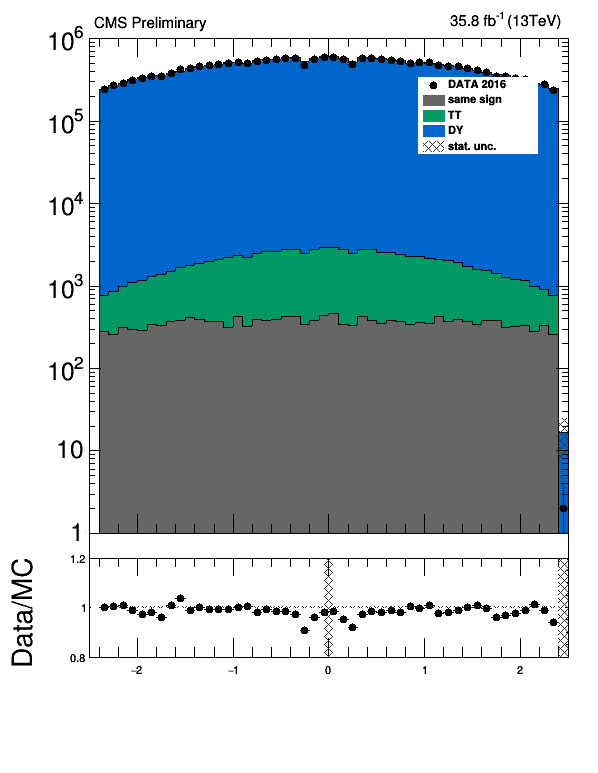 CMS Preliminary
35.8 fb⁻¹ (13TeV)
10⁶
DATA 2016
same sign
TT
DY
stat. unc.
10⁵
10⁴
10³
10²
10
1
Data/MC
1.2
1
0.8
−2
−1
0
1
2